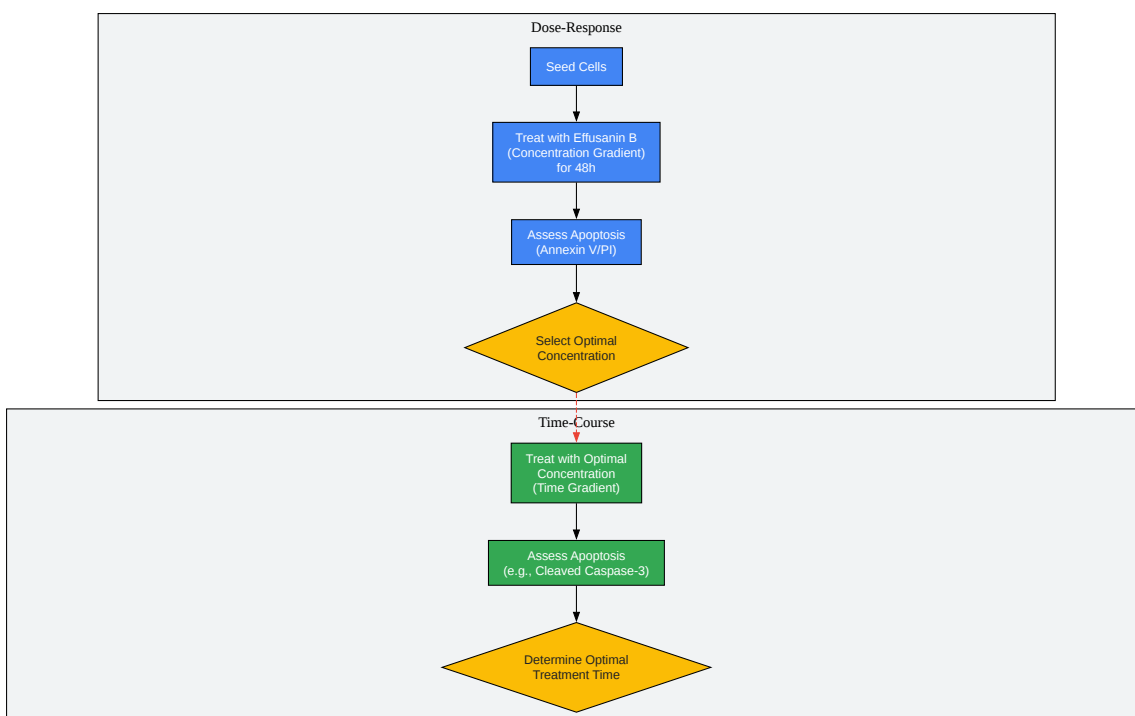 Dose-Response
Seed Cells
Treat with Effusanin B
(Concentration Gradient)
for 48h
Assess Apoptosis
(Annexin V/PI)
Select Optimal
Concentration
Time-Course
Treat with Optimal
Concentration
(Time Gradient)
Assess Apoptosis
(e.g., Cleaved Caspase-3)
Determine Optimal
Treatment Time